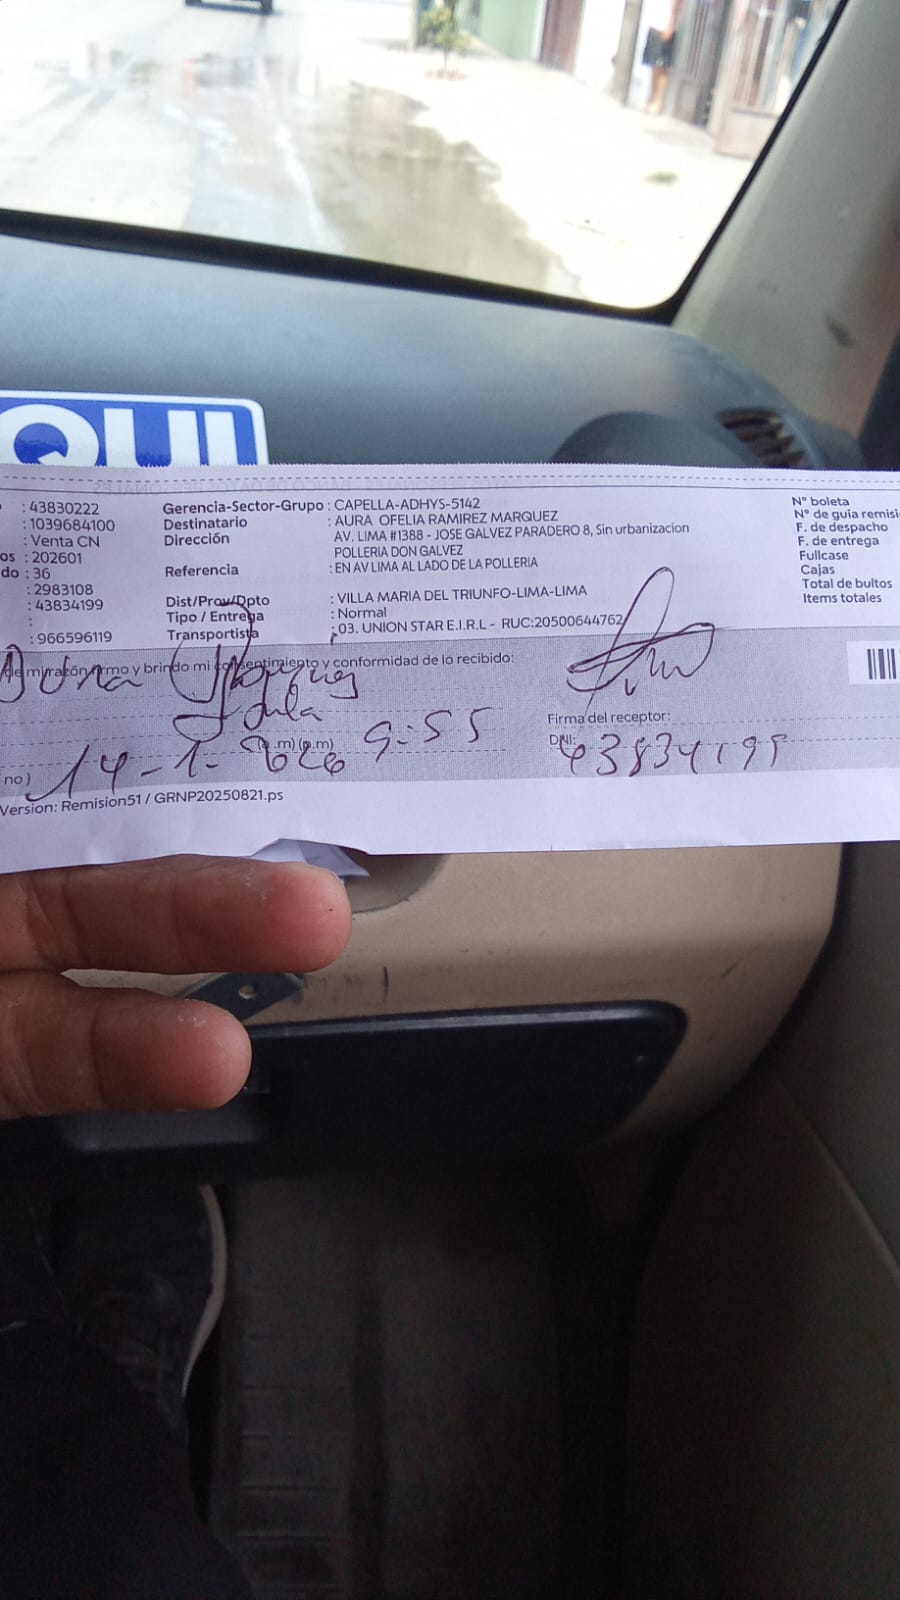 QUI
: 43830222
: 1039684100
: Venta CN
os : 202601
do : 36
: 2983108
: 43834199
:
: 966596119
Gerencia-Sector-Grupo : CAPELLA-ADHYS-5142
Destinatario : AURA OFELIA RAMIREZ MARQUEZ
Dirección AV. LIMA #1388 - JOSE GALVEZ PARADERO 8, Sin urbanizacion
POLLERIA DON GALVEZ
Referencia : EN AV LIMA AL LADO DE LA POLLERIA
Dist/Prov/Dpto : VILLA MARIA DEL TRIUNFO-LIMA-LIMA
Tipo / Entrega : Normal
Transportista : 03. UNION STAR E.I.R.L - RUC:20500644762
N° boleta
N° de guía remisi
F. de despacho
F. de entrega
Fullcase
Cajas
Total de bultos
Items totales
de mi razón firmo y brindo mi consentimiento y conformidad de lo recibido:
Firma del receptor:
DNI: 43834199
no) 14-1-2026 (a.m) (p.m) 9:55
Version: Remision51 / GRNP20250821.ps